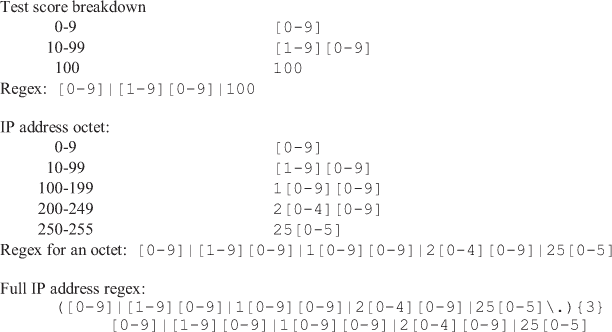 Test score breakdown
0-9 [0-9]
10-99 [1-9][0-9]
100 100
Regex: [0-9]|[1-9][0-9]|100
IP address octet:
0-9 [0-9]
10-99 [1-9][0-9]
100-199 1[0-9][0-9]
200-249 2[0-4][0-9]
250-255 25[0-5]
Regex for an octet: [0-9]|[1-9][0-9]|1[0-9][0-9]|2[0-4][0-9]|25[0-5]
Full IP address regex:
([0-9]|[1-9][0-9]|1[0-9][0-9]|2[0-4][0-9]|25[0-5]\.){3}
[0-9]|[1-9][0-9]|1[0-9][0-9]|2[0-4][0-9]|25[0-5]